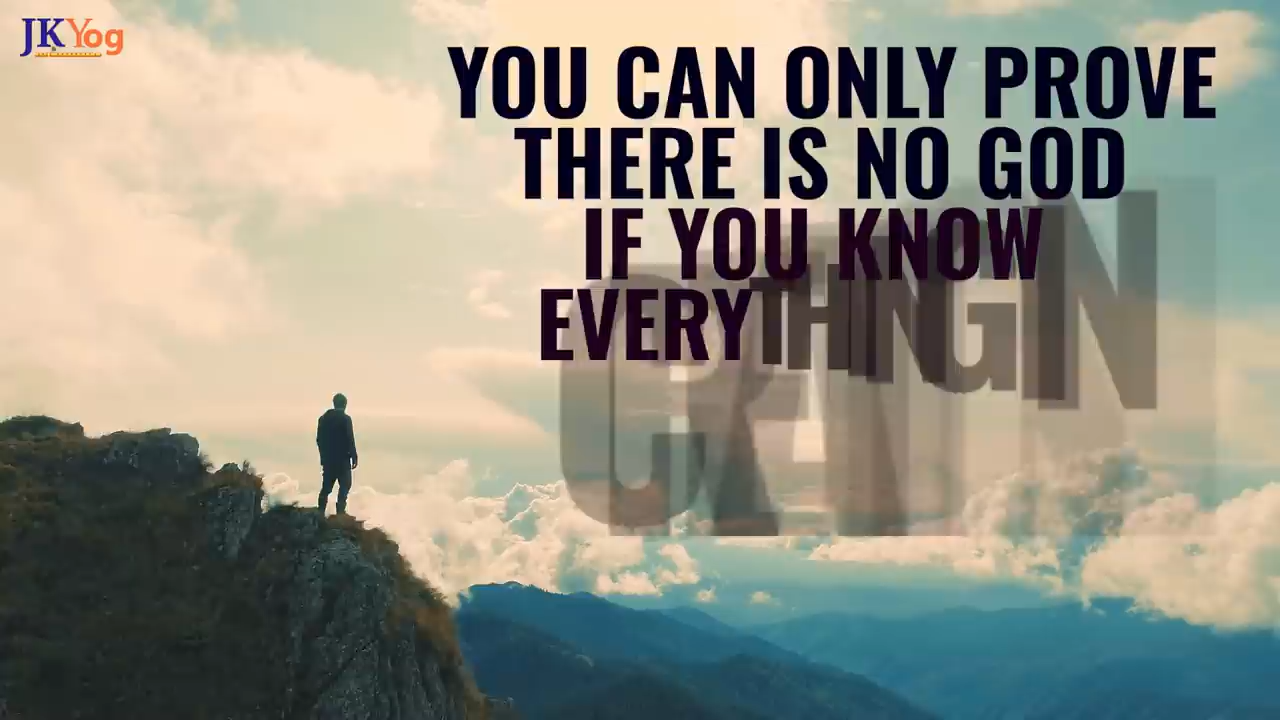 JKYog
YOU CAN ONLY PROVE
THERE IS NO GOD
IF YOU KNOW
EVERYTHING